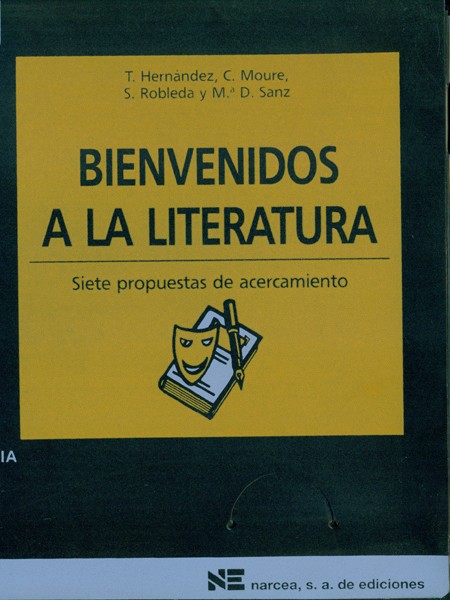 T. Hernández, C. Moure,
S. Robleda y M.ª D. Sanz
BIENVENIDOS
A LA LITERATURA
Siete propuestas de acercamiento
IA
NE narcea, s. a. de ediciones